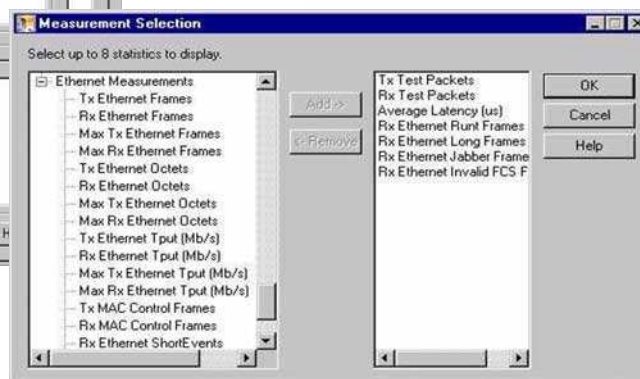 Measurement Selection
Select up to 8 statistics to display.
Ethernet Measurements
Tx Ethernet Frames
Rx Ethernet Frames
Max Tx Ethernet Frames
Max Rx Ethernet Frames
Tx Ethernet Octets
Rx Ethernet Octets
Max Tx Ethernet Octets
Max Rx Ethernet Octets
Tx Ethernet Tput (Mb/s)
Rx Ethernet Tput (Mb/s)
Max Tx Ethernet Tput (Mb/s)
Max Rx Ethernet Tput (Mb/s)
Tx MAC Control Frames
Rx MAC Control Frames
Rx Ethernet ShortEvents
Add ->
<- Remove
Tx Test Packets
Rx Test Packets
Average Latency (us)
Rx Ethernet Runt Frames
Rx Ethernet Long Frames
Rx Ethernet Jabber Frame
Rx Ethernet Invalid FCS F
OK
Cancel
Help
H